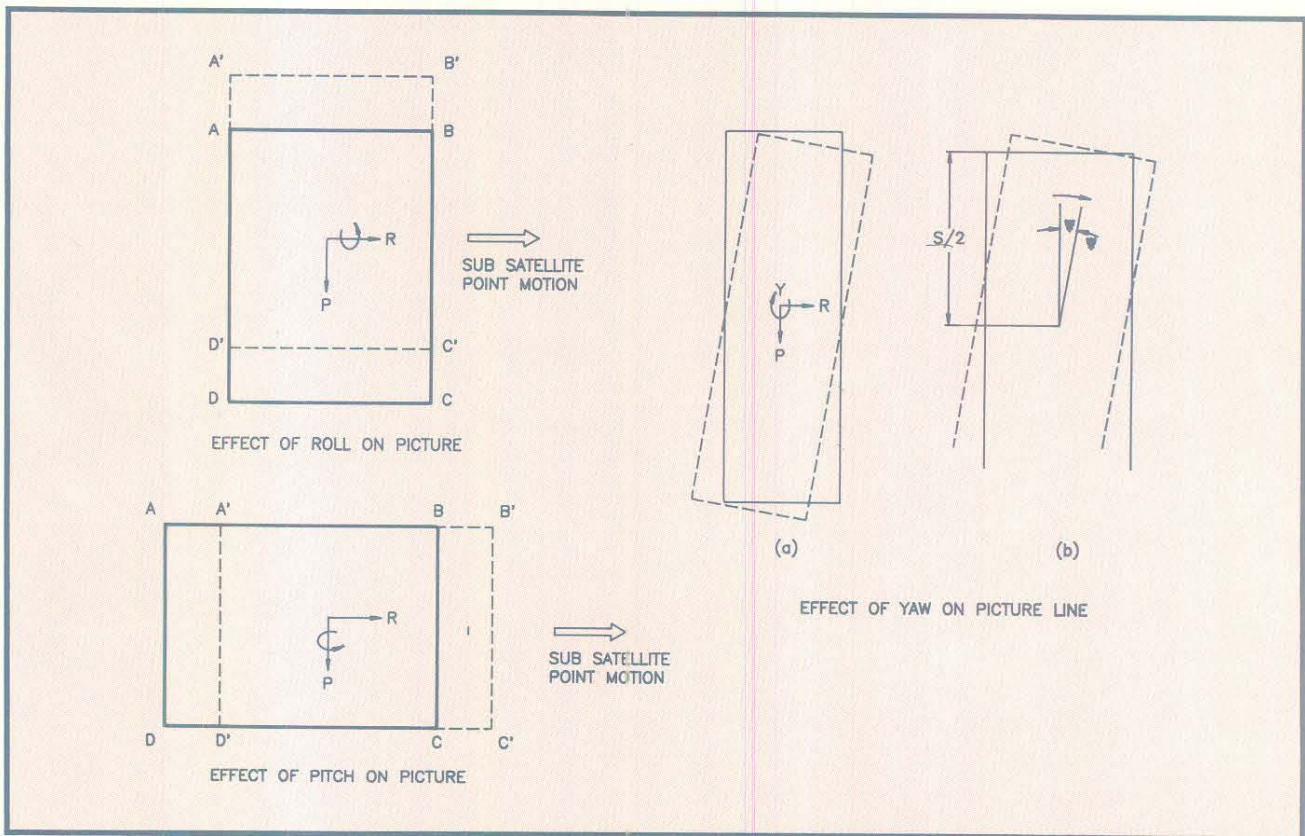 A'
B'
A
B
R
P
SUB SATELLITE
POINT MOTION
D'
C'
D
C
EFFECT OF ROLL ON PICTURE
A
A'
B
B'
R
P
SUB SATELLITE
POINT MOTION
D
D'
C
C'
EFFECT OF PITCH ON PICTURE
Y
R
P
(a)
S/2
(b)
EFFECT OF YAW ON PICTURE LINE